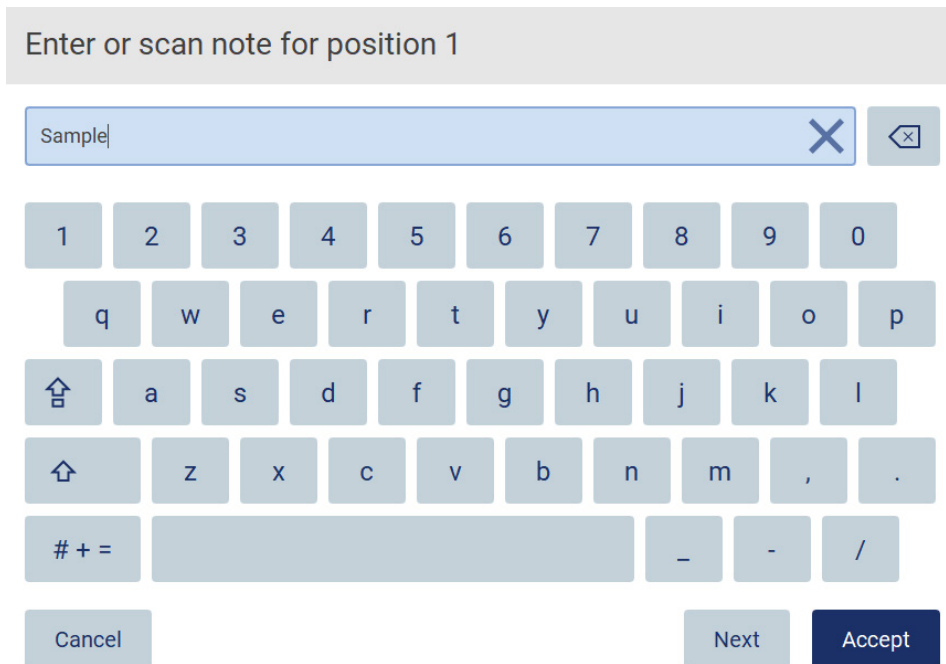 Enter or scan note for position 1
Sample
1 2 3 4 5 6 7 8 9 0
q w e r t y u i o p
a s d f g h j k l
z x c v b n m , .
# + = _ - /
Cancel Next Accept